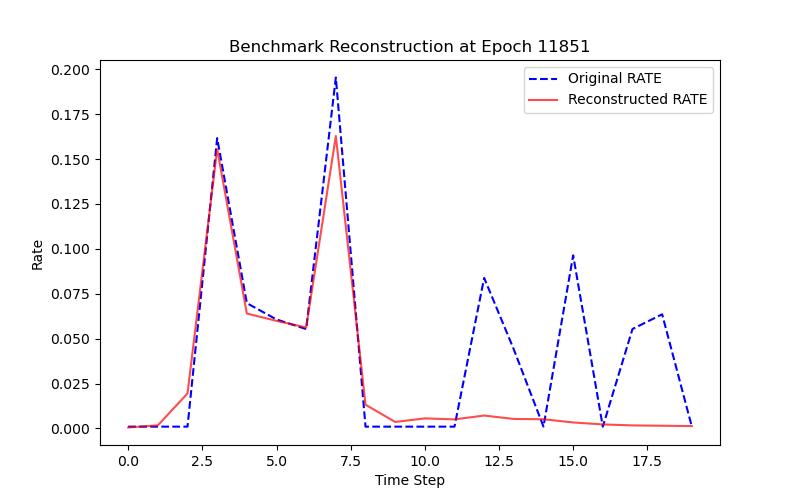 Benchmark Reconstruction at Epoch 11851
Original RATE
Reconstructed RATE
Rate
0.200
0.175
0.150
0.125
0.100
0.075
0.050
0.025
0.000
0.0 2.5 5.0 7.5 10.0 12.5 15.0 17.5
Time Step